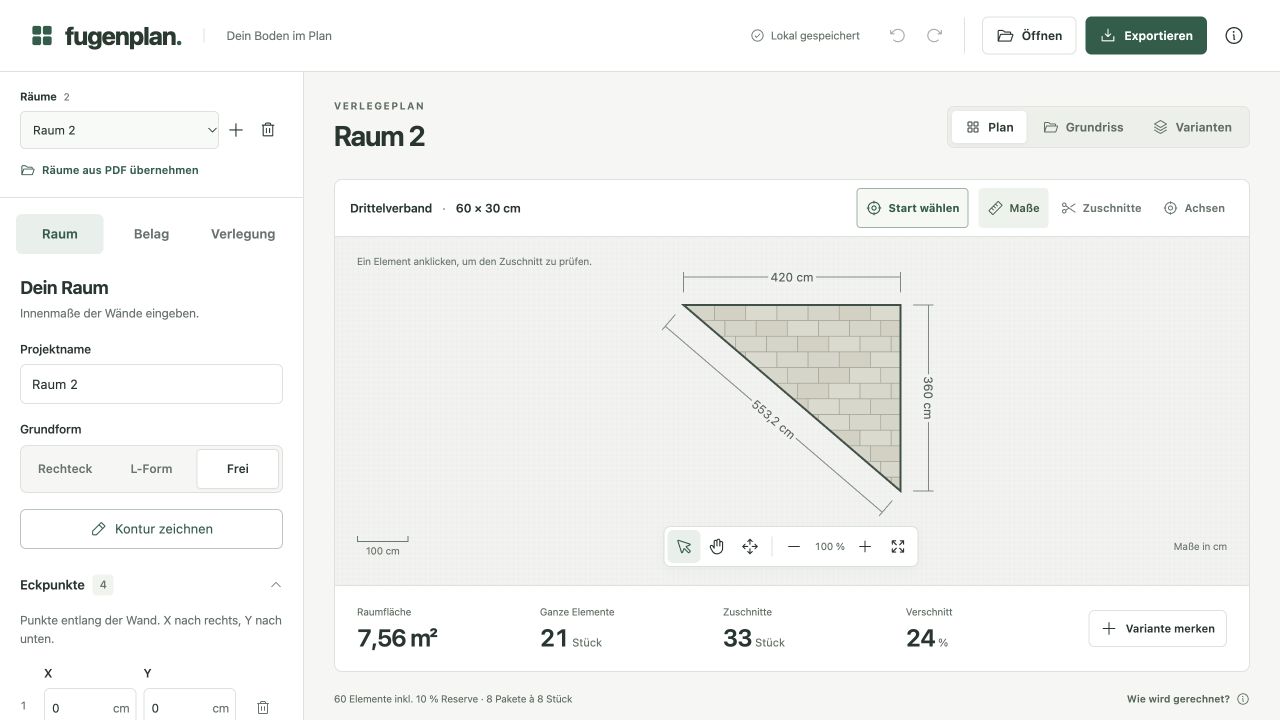 fugenplan.
Dein Boden im Plan
Lokal gespeichert
Öffnen
Exportieren
Räume 2
Raum 2
Räume aus PDF übernehmen
Raum
Belag
Verlegung
Dein Raum
Innenmaße der Wände eingeben.
Projektname
Raum 2
Grundform
Rechteck
L-Form
Frei
Kontur zeichnen
Eckpunkte 4
Punkte entlang der Wand. X nach rechts, Y nach
unten.
X
Y
1
0 cm
0 cm
VERLEGEPLAN
Raum 2
Plan
Grundriss
Varianten
Drittelverband · 60 × 30 cm
Start wählen
Maße
Zuschnitte
Achsen
Ein Element anklicken, um den Zuschnitt zu prüfen.
420 cm
360 cm
553,2 cm
100 cm
100 %
Maße in cm
Raumfläche
7,56 m²
Ganze Elemente
21 Stück
Zuschnitte
33 Stück
Verschnitt
24 %
Variante merken
60 Elemente inkl. 10 % Reserve · 8 Pakete à 8 Stück
Wie wird gerechnet?